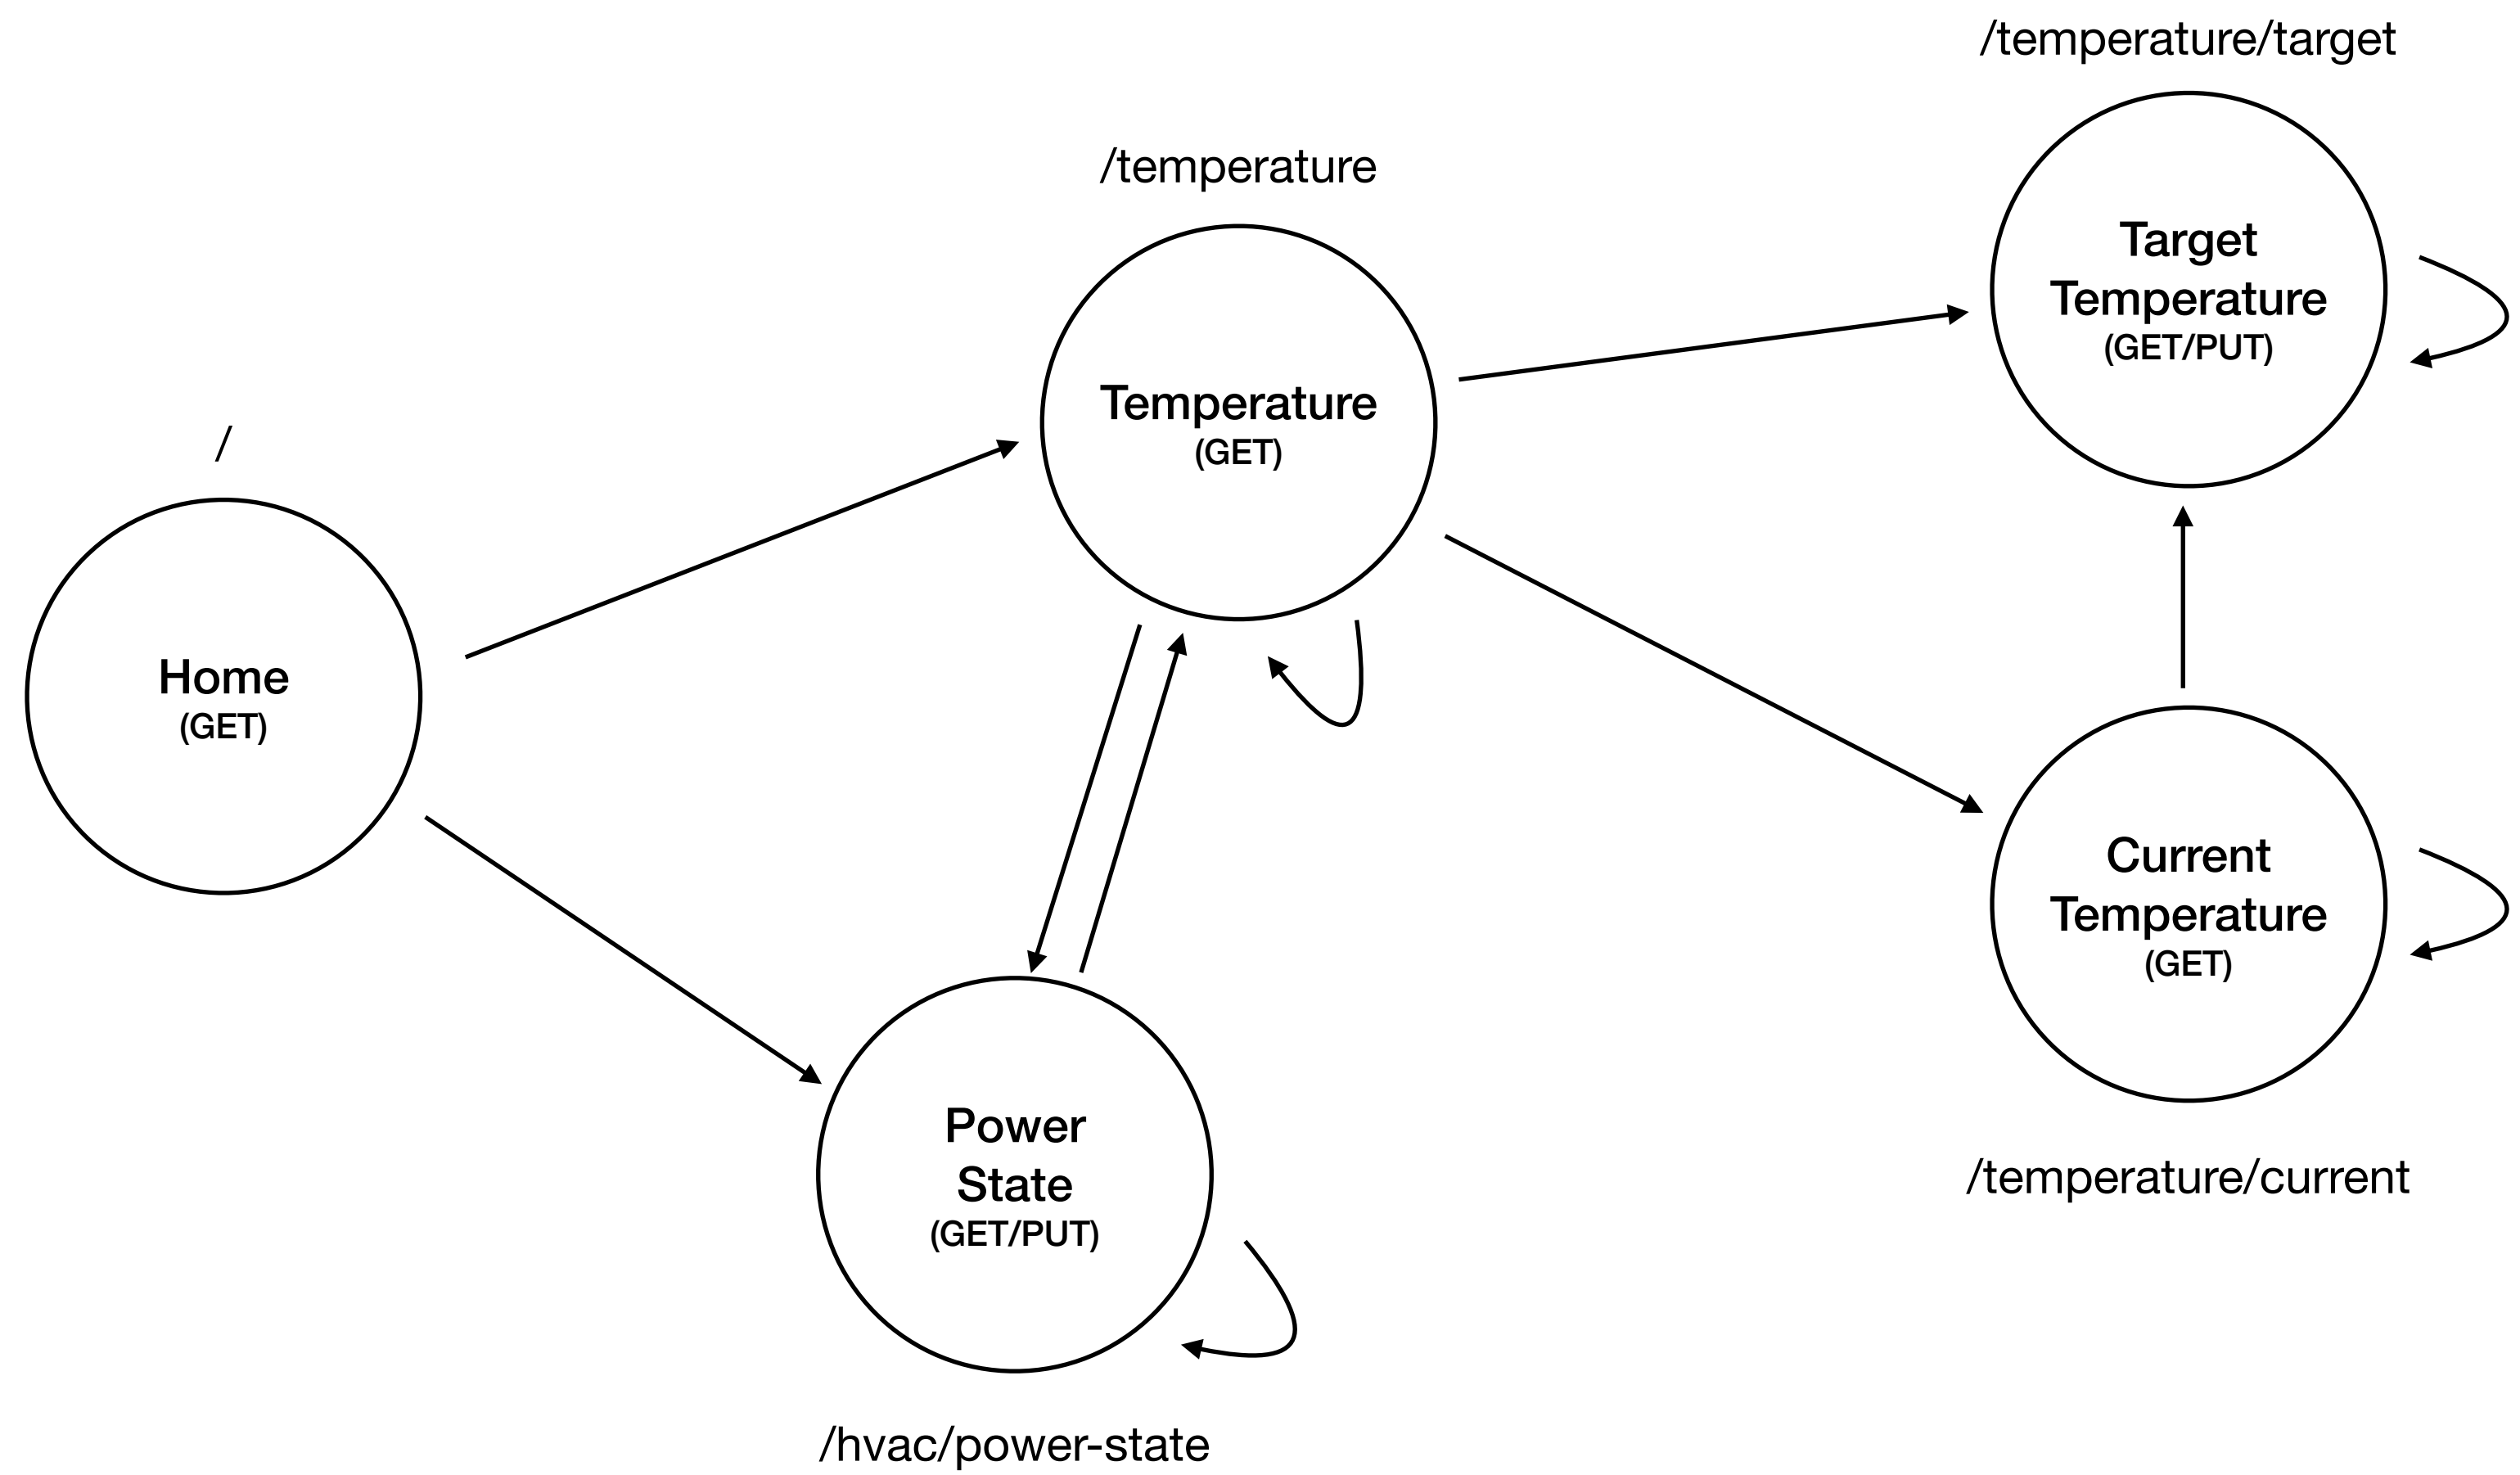 /temperature/target
Target
Temperature
(GET/PUT)
/temperature
Temperature
(GET)
/
Home
(GET)
Current
Temperature
(GET)
/temperature/current
Power
State
(GET/PUT)
/hvac/power-state